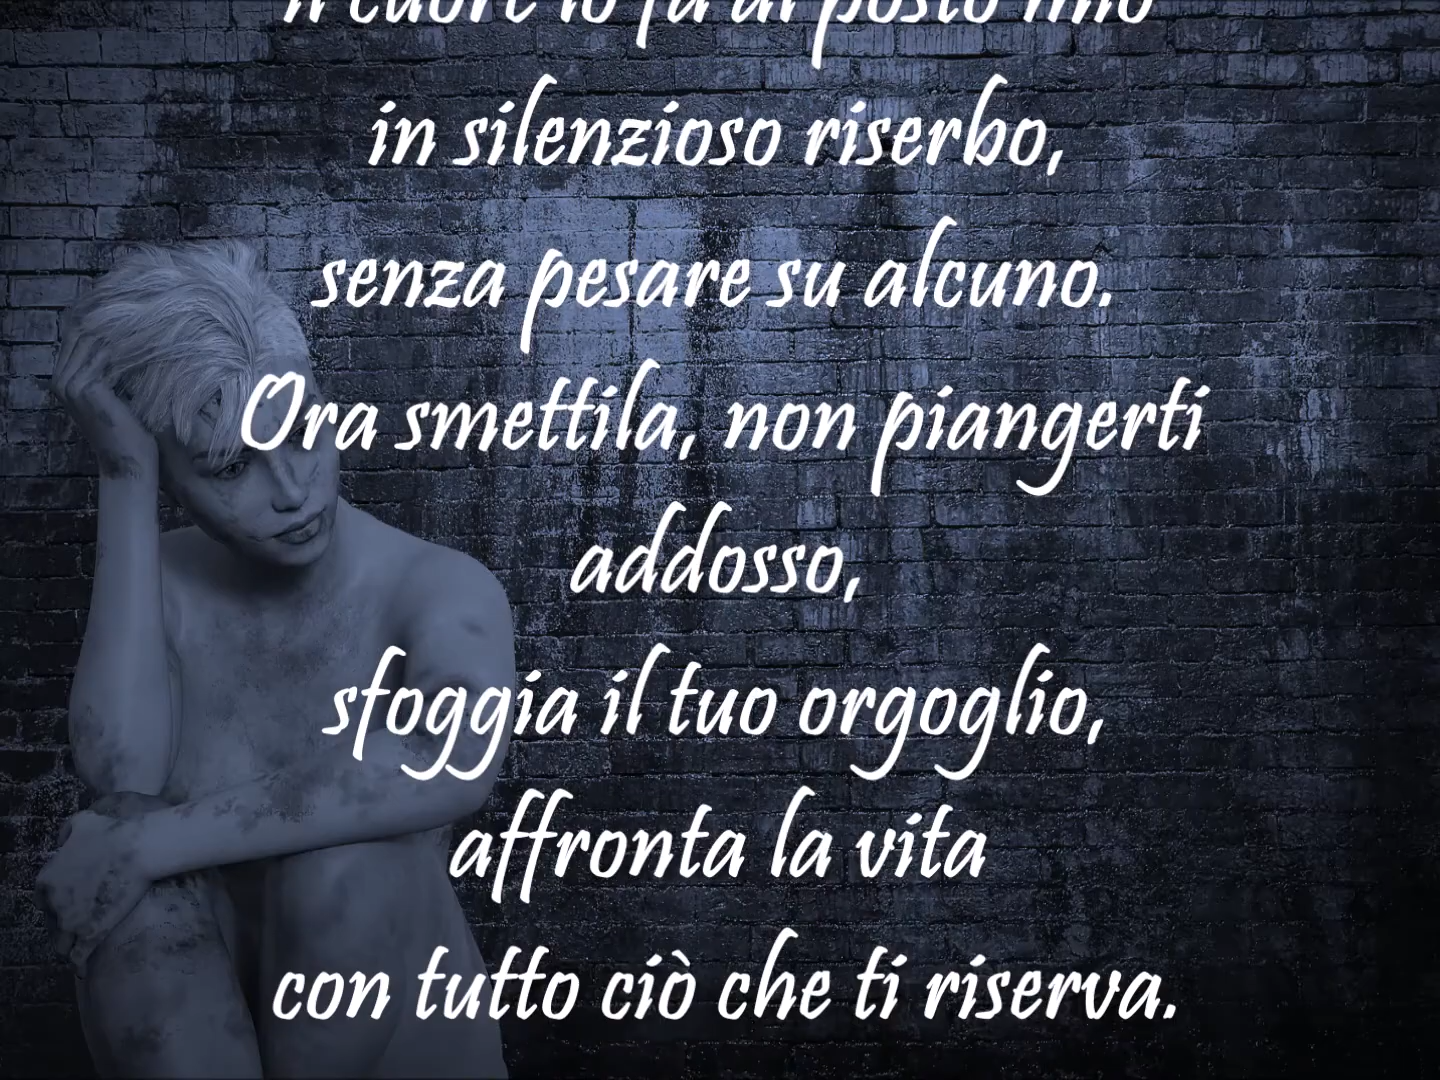 il cuore lo fa al posto mio
in silenzioso riserbo,
senza pesare su alcuno.
Ora smettila, non piangerti
addosso,
sfoggia il tuo orgoglio,
affronta la vita
con tutto ciò che ti riserva.